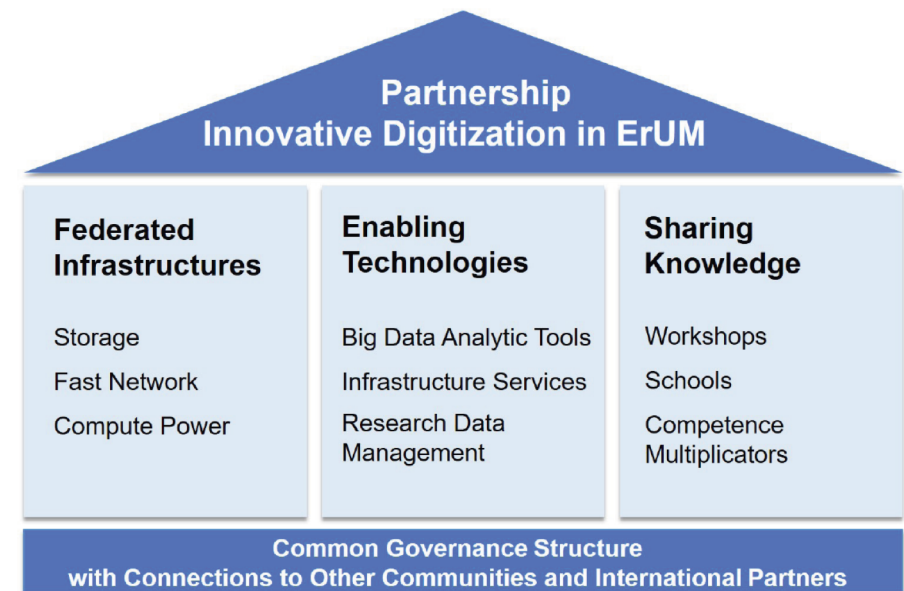 Partnership
Innovative Digitization in ErUM
Federated
Infrastructures
Storage
Fast Network
Compute Power
Enabling
Technologies
Big Data Analytic Tools
Infrastructure Services
Research Data
Management
Sharing
Knowledge
Workshops
Schools
Competence
Multiplicators
Common Governance Structure
with Connections to Other Communities and International Partners